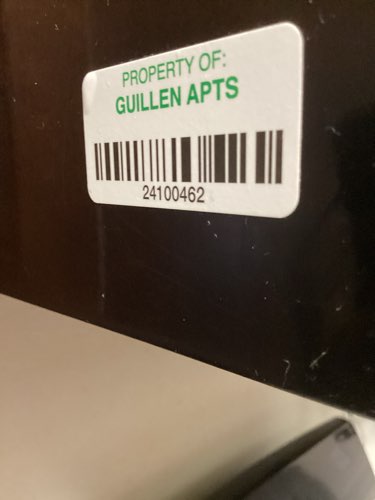 PROPERTY OF:
GUILLEN APTS
24100462